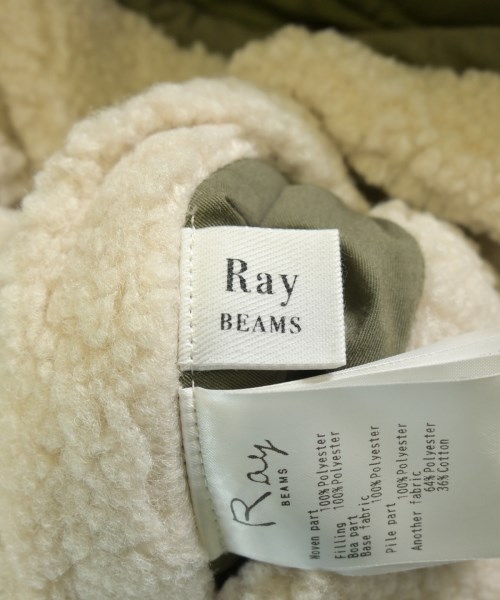 Ray
BEAMS
Ray
BEAMS
Woven part
100%Polyester
Filling
100%Polyester
Boa part
Base fabric
100%Polyester
Pile part
100%Polyester
Another fabric
64%Polyester
36%Cotton